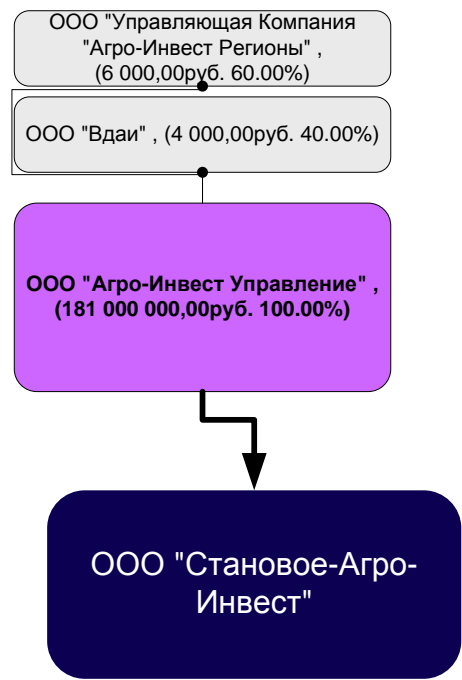 ООО "Управляющая Компания
"Агро-Инвест Регионы" ,
(6 000,00руб. 60.00%)
ООО "Вдаи" , (4 000,00руб. 40.00%)
ООО "Агро-Инвест Управление" ,
(181 000 000,00руб. 100.00%)
ООО "Становое-Агро-
Инвест"